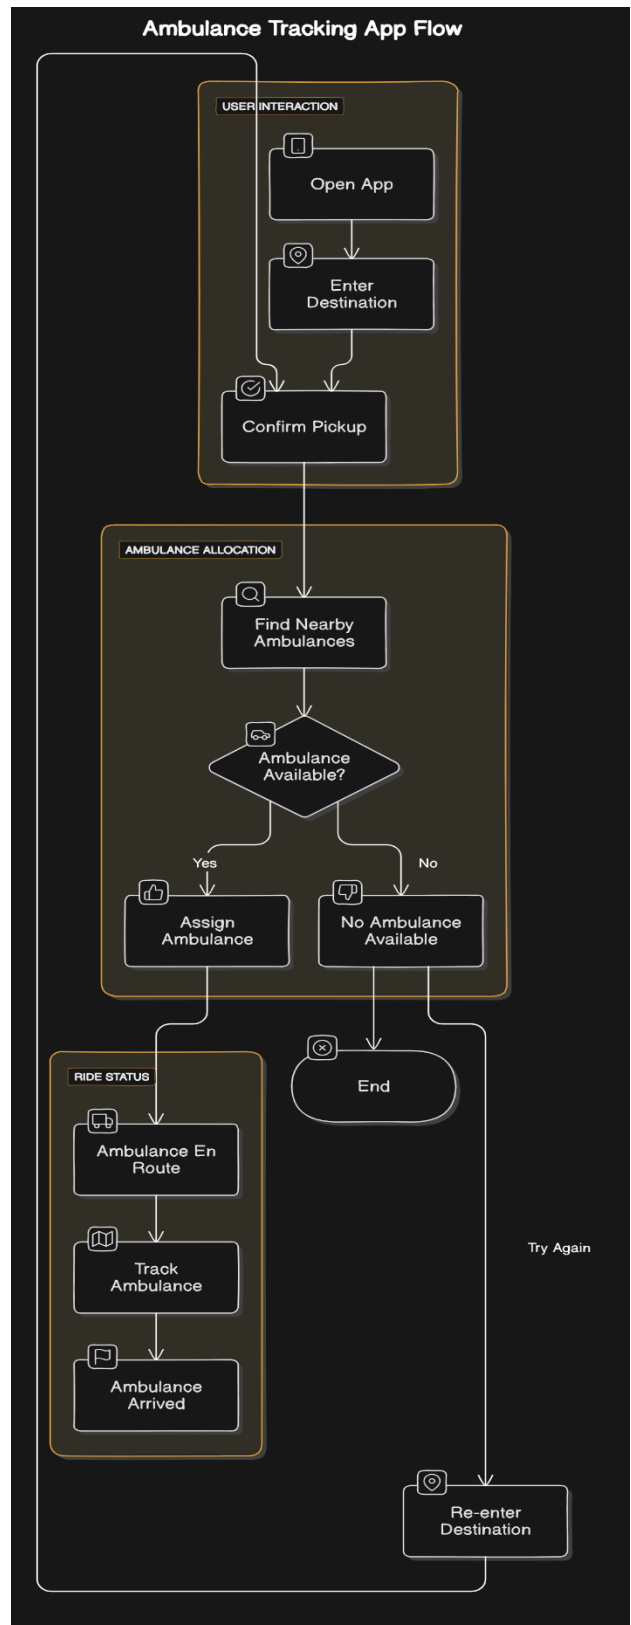 Ambulance Tracking App Flow
USER INTERACTION
Open App
Enter
Destination
Confirm Pickup
AMBULANCE ALLOCATION
Find Nearby
Ambulances
Ambulance
Available?
Yes
No
Assign
Ambulance
No Ambulance
Available
End
RIDE STATUS
Ambulance En
Route
Track
Ambulance
Try Again
Ambulance
Arrived
Re-enter
Destination